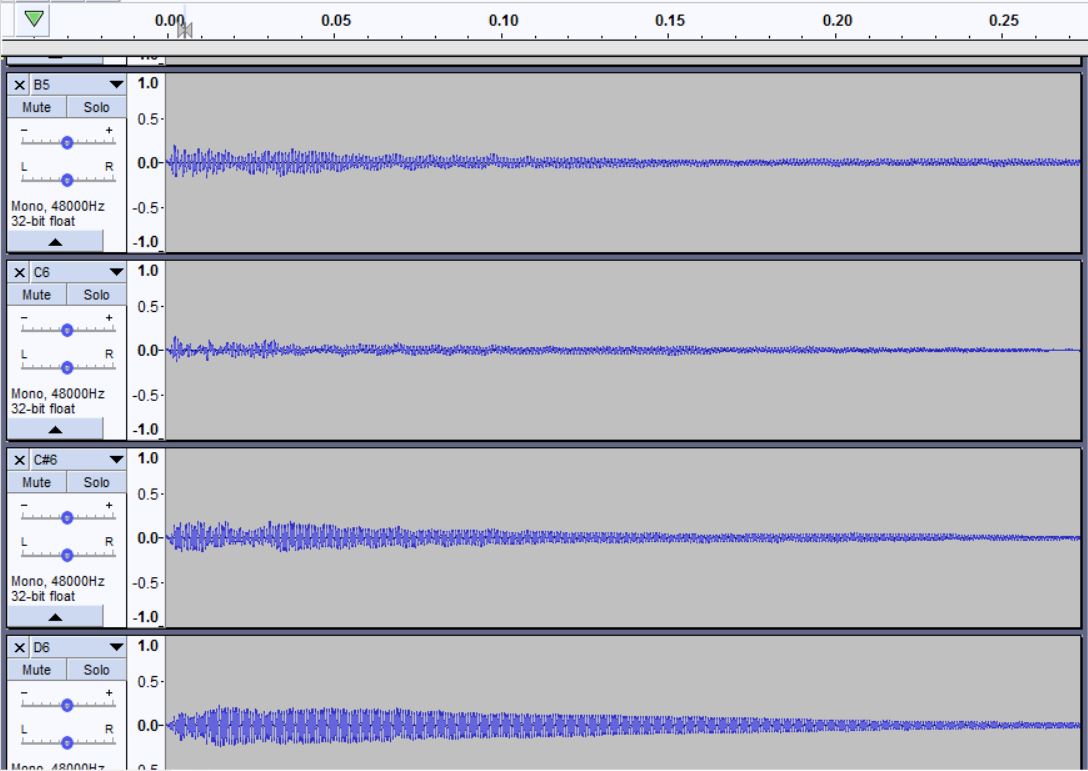 0.00 0.05 0.10 0.15 0.20 0.25
-1.0
B5
Mute Solo
- +
L R
Mono, 48000Hz
32-bit float
1.0
0.5-
0.0-
-0.5-
-1.0
C6
Mute Solo
- +
L R
Mono, 48000Hz
32-bit float
1.0
0.5-
0.0-
-0.5-
-1.0
C#6
Mute Solo
- +
L R
Mono, 48000Hz
32-bit float
1.0
0.5-
0.0-
-0.5-
-1.0
D6
Mute Solo
- +
L R
Mono, 48000Hz
1.0
0.5-
0.0-